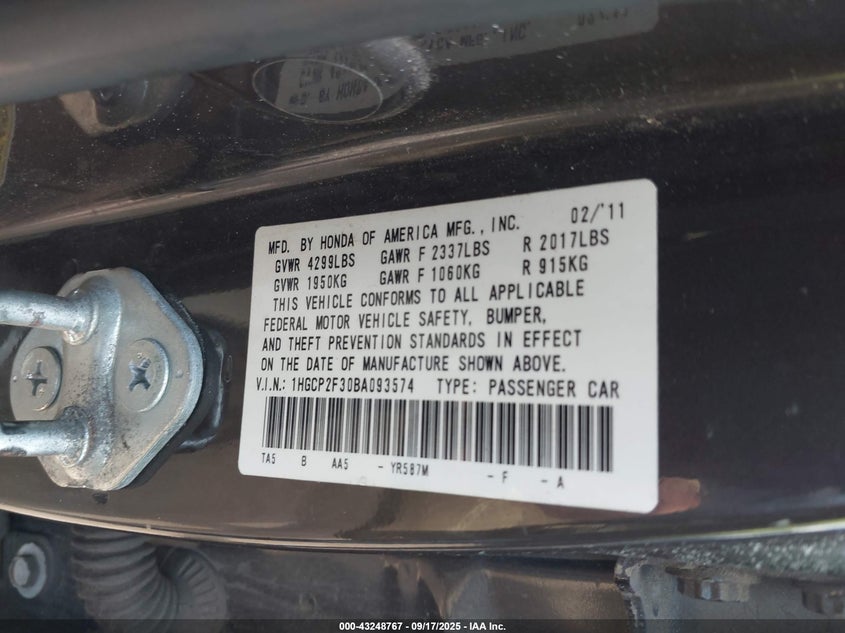 MFD. BY HONDA OF AMERICA MFG., INC. 02/'11
GVWR 4299LBS GAWR F 2337LBS R 2017LBS
GVWR 1950KG GAWR F 1060KG R 915KG
THIS VEHICLE CONFORMS TO ALL APPLICABLE
FEDERAL MOTOR VEHICLE SAFETY, BUMPER,
AND THEFT PREVENTION STANDARDS IN EFFECT
ON THE DATE OF MANUFACTURE SHOWN ABOVE.
V.I.N.: 1HGCP2F30BA093574 TYPE: PASSENGER CAR
TA5 B AA5 - YR587M - F - A
000-43248767 - 09/17/2025 - IAA Inc.